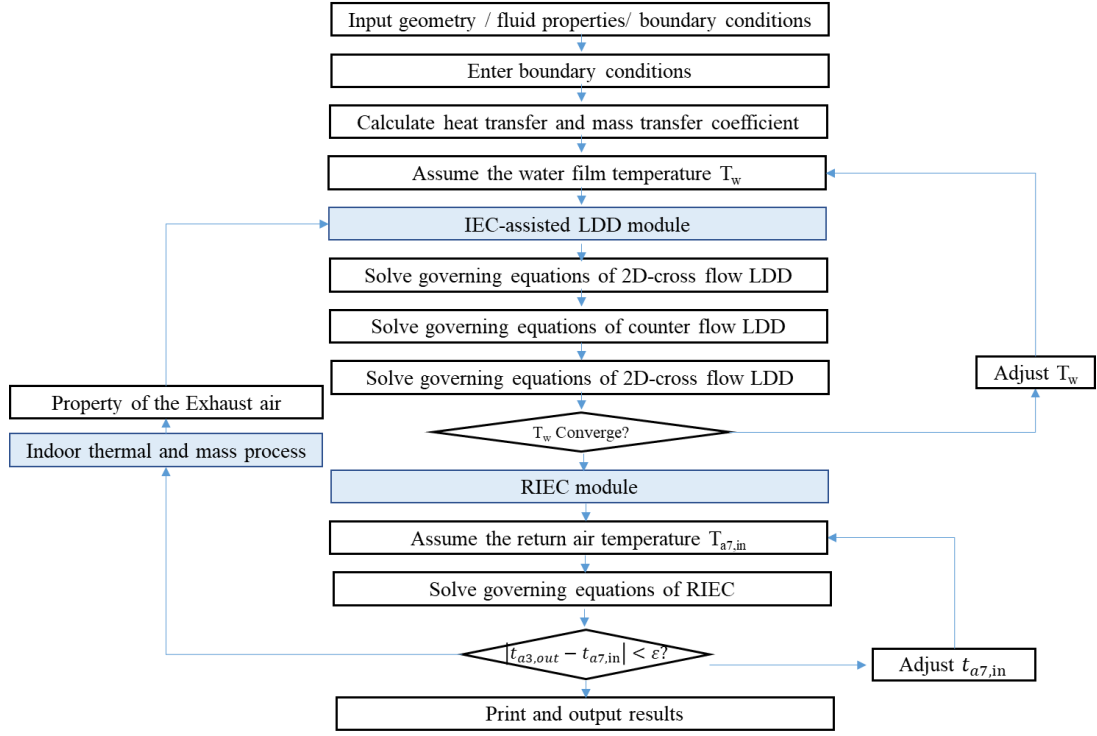 Input geometry / fluid properties/ boundary conditions
Enter boundary conditions
Calculate heat transfer and mass transfer coefficient
Assume the water film temperature Tw
IEC-assisted LDD module
Solve governing equations of 2D-cross flow LDD
Solve governing equations of counter flow LDD
Solve governing equations of 2D-cross flow LDD
Adjust Tw
Property of the Exhaust air
Tw Converge?
Indoor thermal and mass process
RIEC module
Assume the return air temperature Ta7,in
Solve governing equations of RIEC
|ta3,out − ta7,in| < ε?
Adjust ta7,in
Print and output results